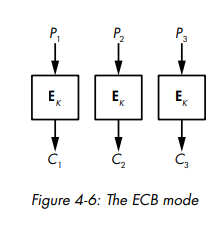 P1 P2 P3
EK EK EK
C1 C2 C3
Figure 4-6: The ECB mode